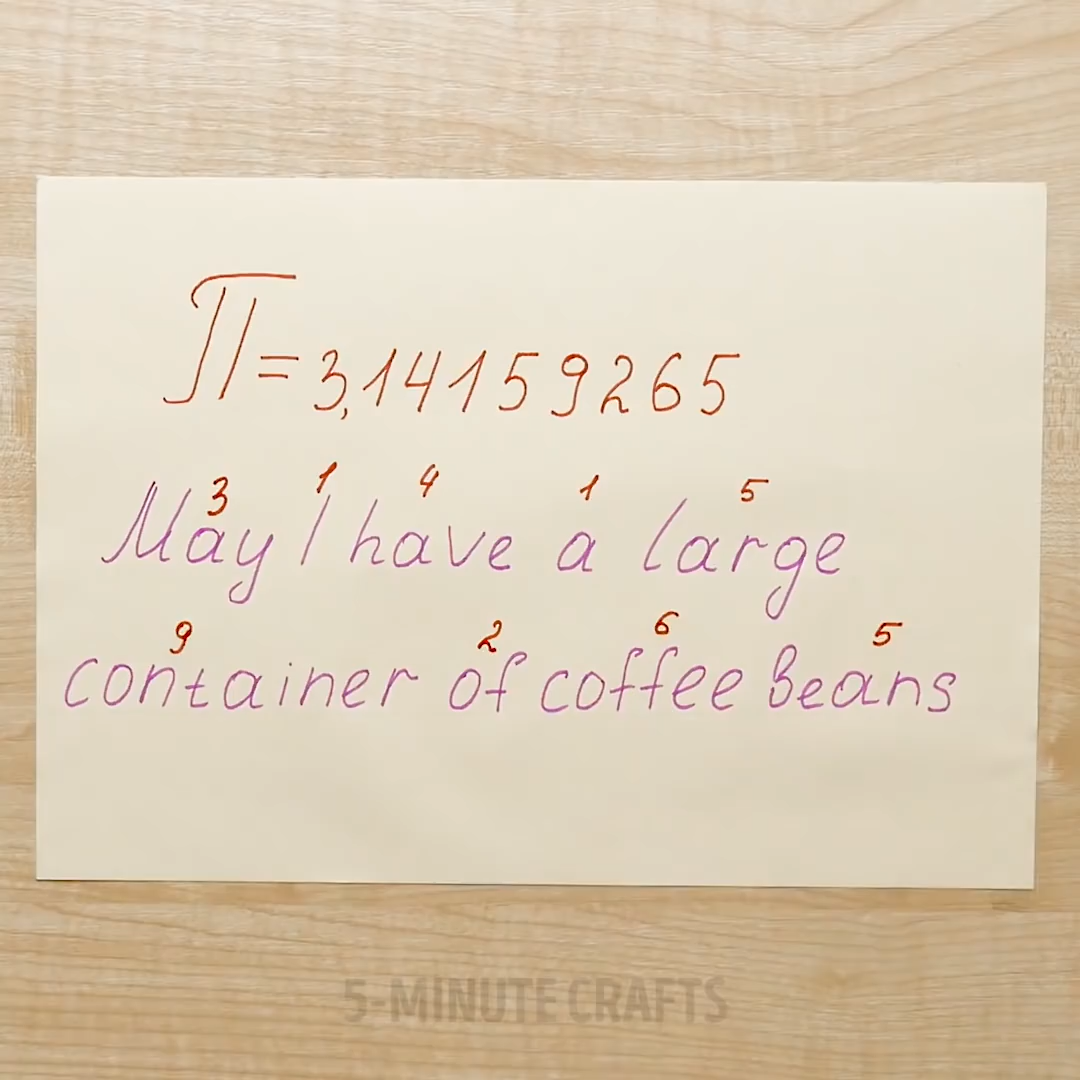 П=3,14159265
3 1 4 1 5
May I have a large
9 2 6 5
container of coffee beans
5-MINUTE CRAFTS